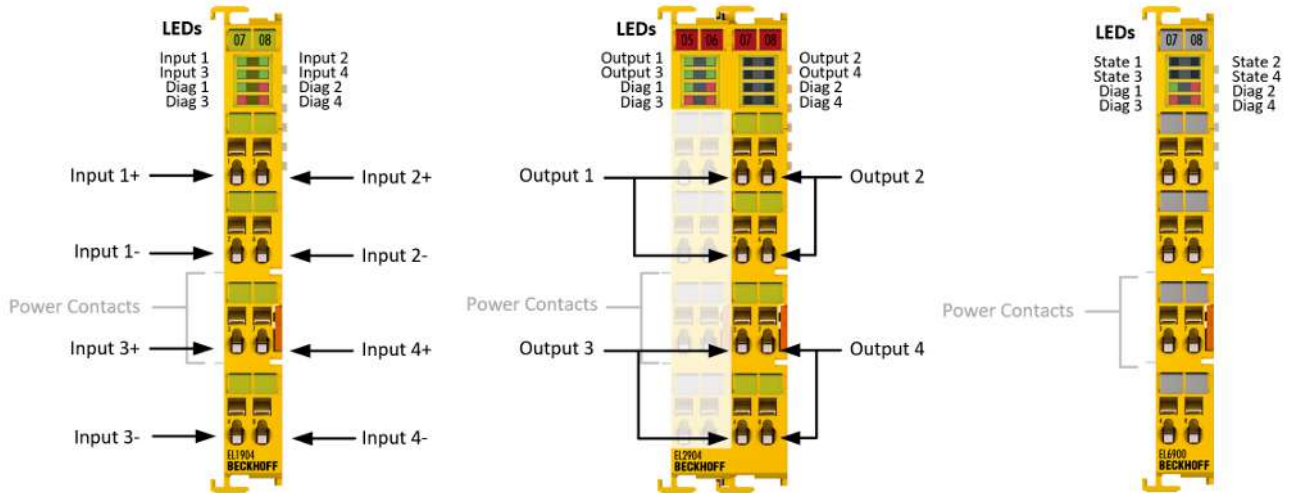 LEDs
07 08
Input 1 Input 2
Input 3 Input 4
Diag 1 Diag 2
Diag 3 Diag 4
Input 1+ Input 2+
Input 1- Input 2-
Power Contacts
Input 3+ Input 4+
Input 3- Input 4-
EL1904
BECKHOFF
LEDs
05 06 07 08
Output 1 Output 2
Output 3 Output 4
Diag 1 Diag 2
Diag 3 Diag 4
Output 1 Output 2
Power Contacts
Output 3 Output 4
EL2904
BECKHOFF
LEDs
07 08
State 1 State 2
State 3 State 4
Diag 1 Diag 2
Diag 3 Diag 4
Power Contacts
EL6900
BECKHOFF